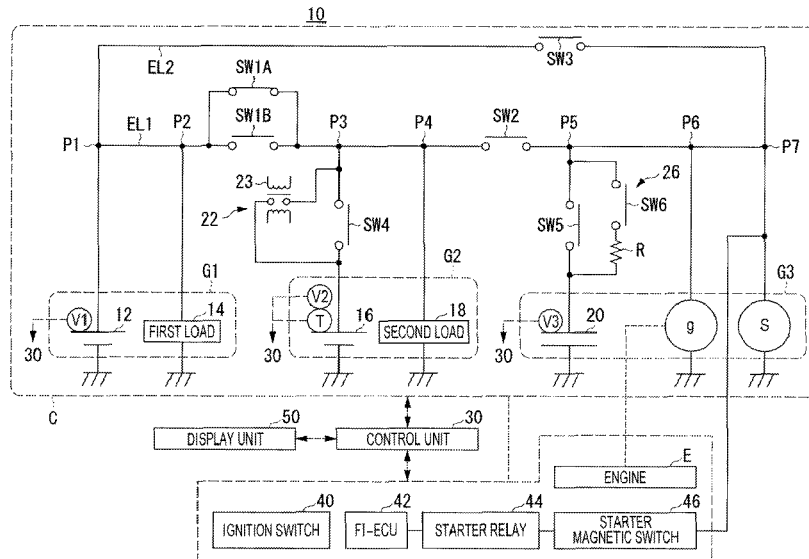 10
EL2
SW3
SW1A
P1
EL1
P2
SW1B
P3
P4
SW2
P5
P6
P7
23
22
SW4
26
SW6
SW5
R
G1
G2
G3
V1
12
14
FIRST LOAD
V2
T
16
18
SECOND LOAD
V3
20
g
S
30
30
30
C
50
DISPLAY UNIT
30
CONTROL UNIT
E
ENGINE
40
IGNITION SWITCH
42
FI-ECU
44
STARTER RELAY
46
STARTER
MAGNETIC SWITCH